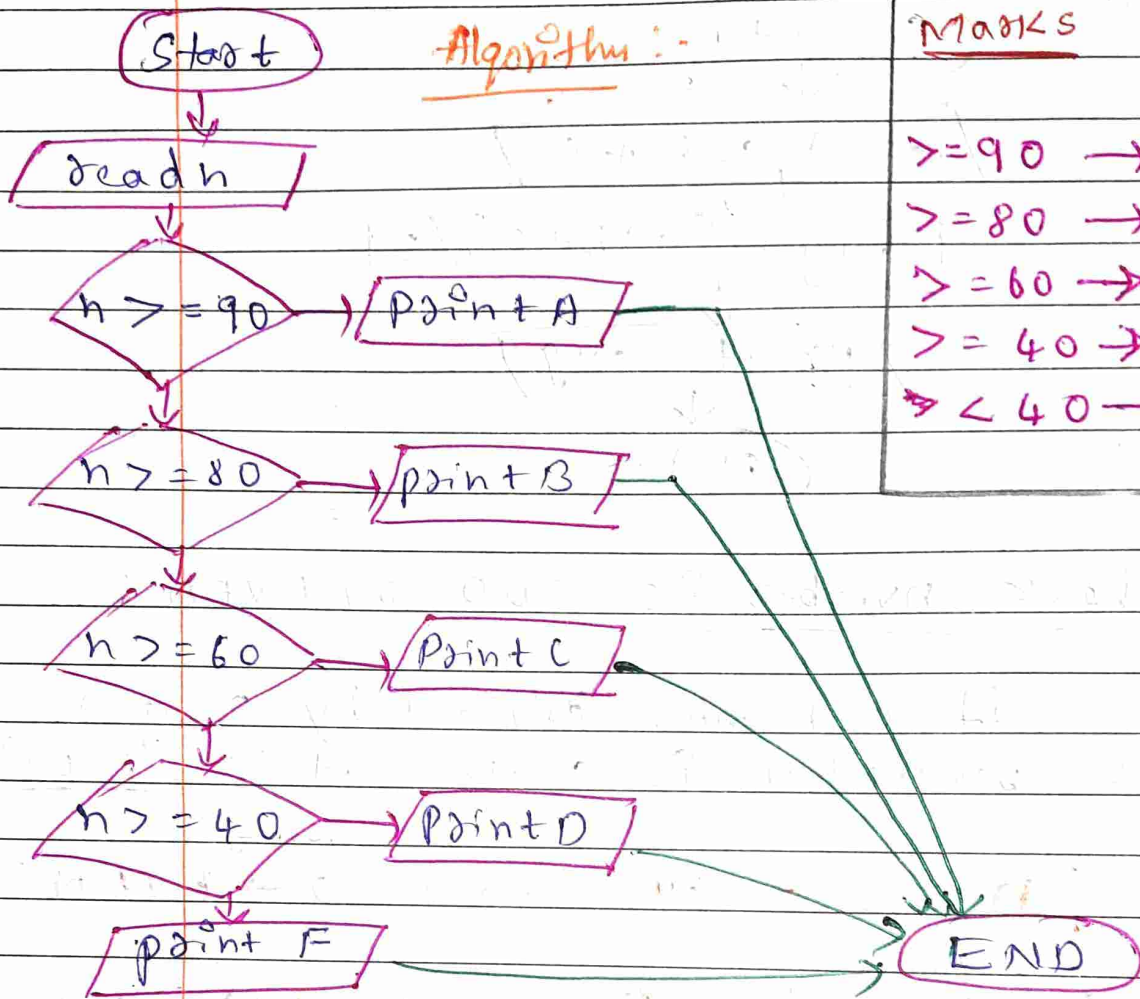 Start
Algorithm :-
read n
n >= 90
print A
n >= 80
print B
n >= 60
print C
n >= 40
print D
print F
END
Marks
>=90 →
>=80 →
>=60 →
>= 40 →
< 40 –